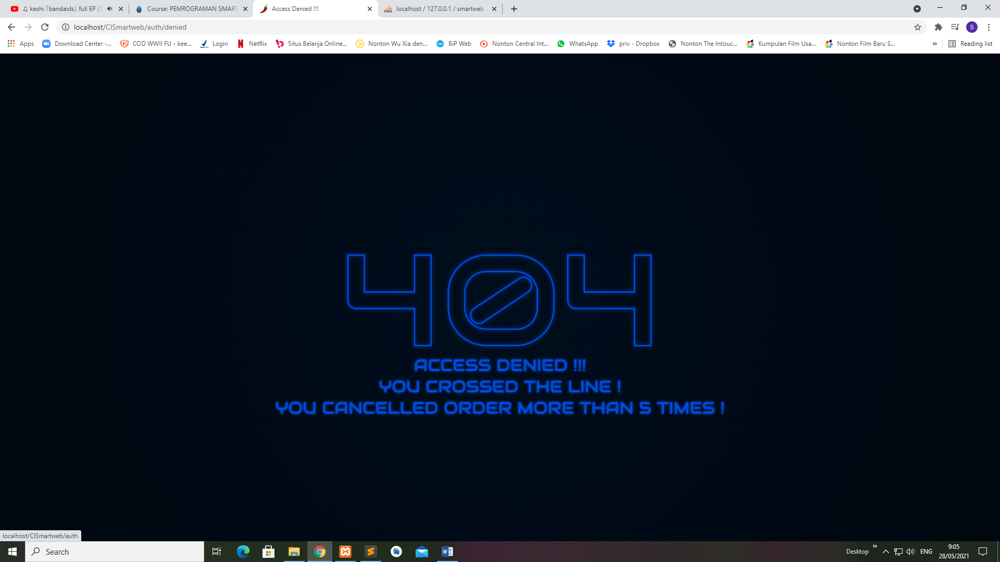 ♫ keshi「bandaids」full EP (5
Course: PEMROGRAMAN SMART
Access Denied !!!
localhost / 127.0.0.1 / smartweb
localhost/CISmartweb/auth/denied
S
Apps
Download Center -...
COD WWII FU - kee...
Login
Netflix
Situs Belanja Online...
Nonton Wu Xia den...
BiP Web
Nonton Central Int...
WhatsApp
priv - Dropbox
Nonton The Intouc...
Kumpulan Film Usa...
Nonton Film Baru S...
»
Reading list
404
ACCESS DENIED !!!
YOU CROSSED THE LINE !
YOU CANCELLED ORDER MORE THAN 5 TIMES !
localhost/CISmartweb/auth
Search
Desktop
»
ENG
9:05
28/05/2021